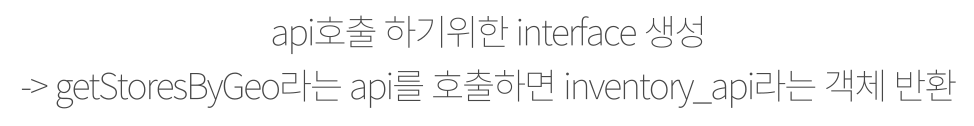 api호출 하기위한 interface 생성
-> getStoresByGeo라는 api를 호출하면 inventory_api라는 객체 반환